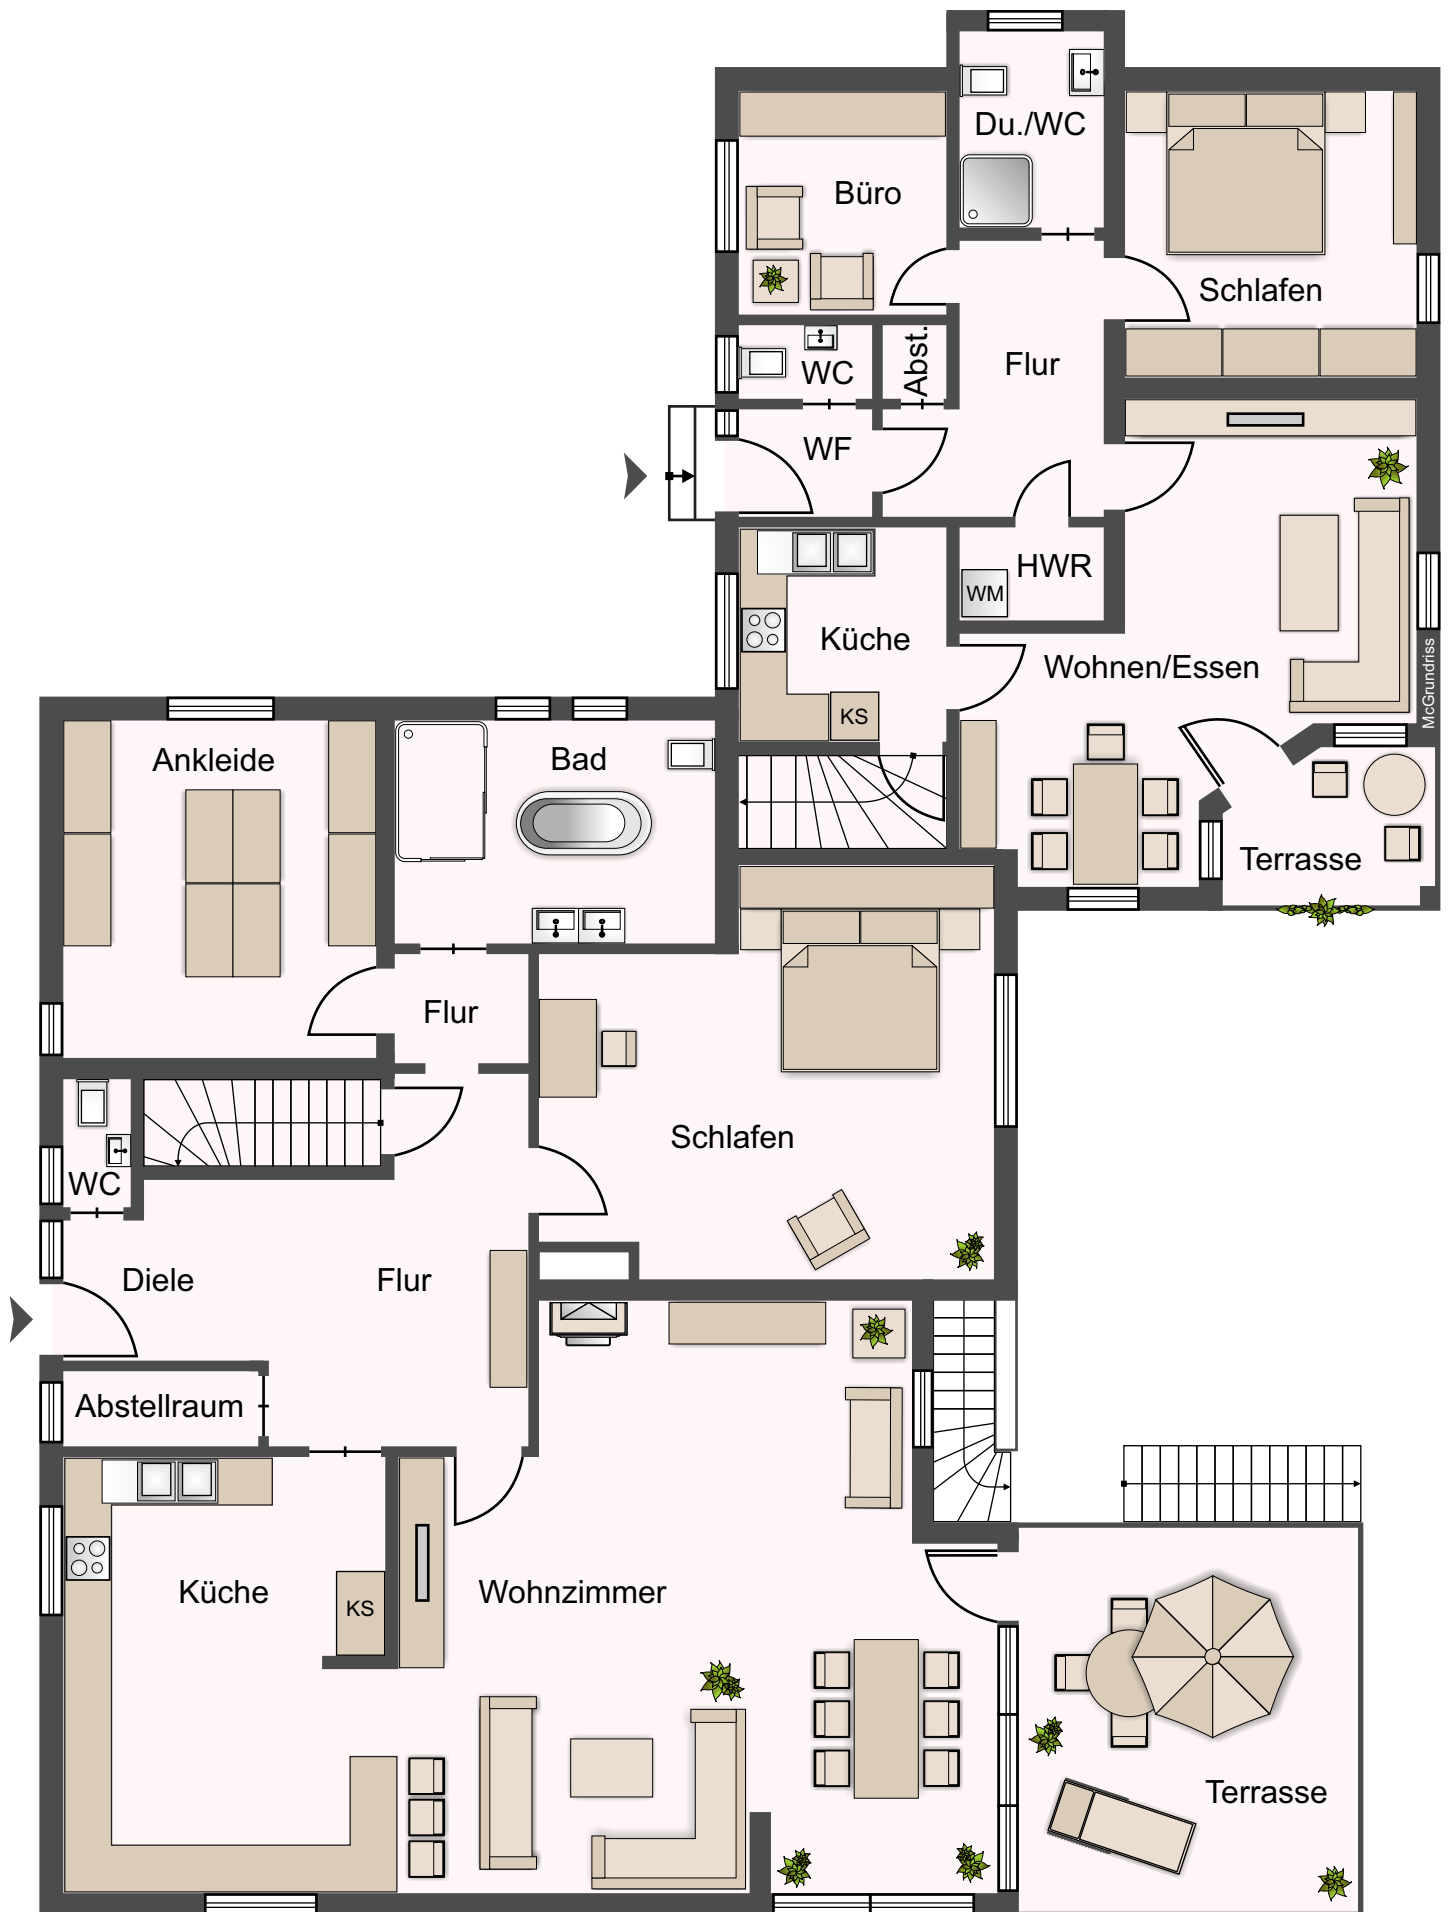 Du./WC
Büro
Schlafen
Abst.
Flur
WC
WF
HWR
WM
Küche
Wohnen/Essen
McGrundriss
KS
Ankleide
Bad
Terrasse
Flur
Schlafen
WC
Diele
Flur
Abstellraum
Küche
KS
Wohnzimmer
Terrasse